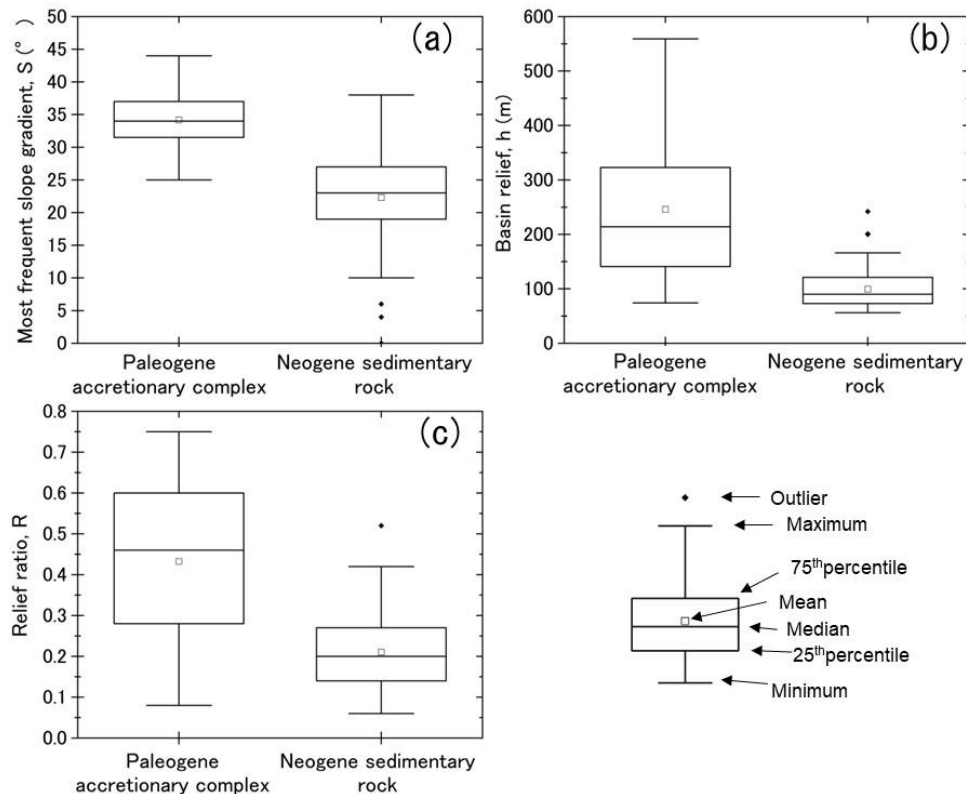 (a)
Most frequent slope gradient, S (°)
50
45
40
35
30
25
20
15
10
5
0
Paleogene
accretionary complex
Neogene sedimentary
rock
(b)
Basin relief, h (m)
600
500
400
300
200
100
0
Paleogene
accretionary complex
Neogene sedimentary
rock
(c)
Relief ratio, R
0.8
0.7
0.6
0.5
0.4
0.3
0.2
0.1
0.0
Paleogene
accretionary complex
Neogene sedimentary
rock
Outlier
Maximum
75thpercentile
Mean
Median
25thpercentile
Minimum